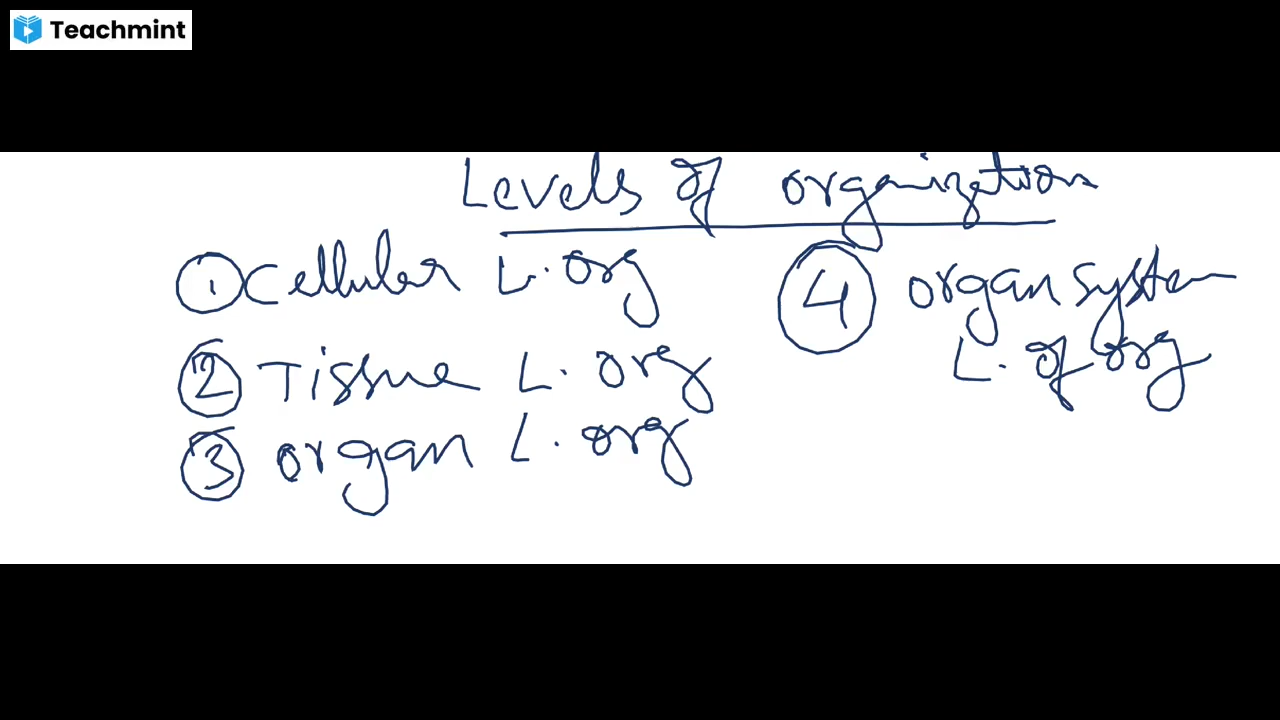 Teachmint
Levels of organization
1 Cellular L. org
2 Tissue L. org
3 organ L. org
4 organ system
L. of org